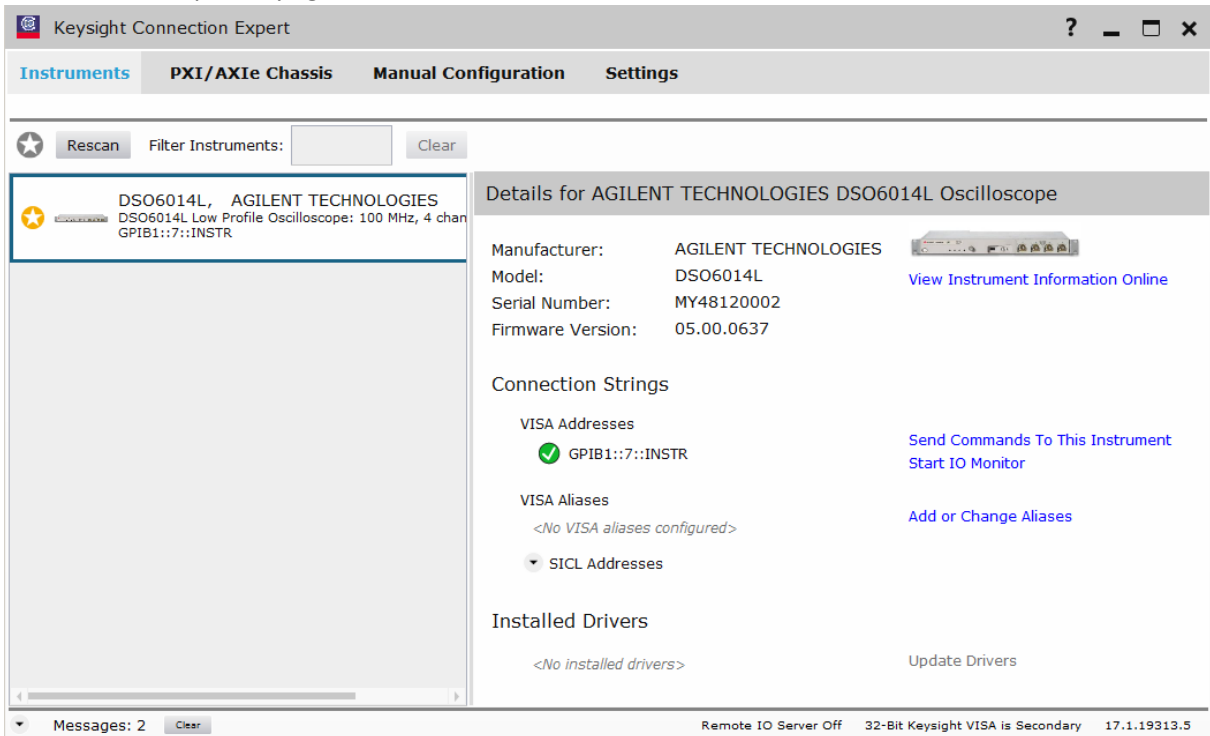 Keysight Connection Expert
?
Instruments PXI/AXIe Chassis Manual Configuration Settings
Rescan Filter Instruments: Clear
DSO6014L, AGILENT TECHNOLOGIES
DSO6014L Low Profile Oscilloscope: 100 MHz, 4 chan
GPIB1::7::INSTR
Details for AGILENT TECHNOLOGIES DSO6014L Oscilloscope
Manufacturer: AGILENT TECHNOLOGIES
Model: DSO6014L
View Instrument Information Online
Serial Number: MY48120002
Firmware Version: 05.00.0637
Connection Strings
VISA Addresses
GPIB1::7::INSTR
Send Commands To This Instrument
Start IO Monitor
VISA Aliases
<No VISA aliases configured>
Add or Change Aliases
SICL Addresses
Installed Drivers
<No installed drivers>
Update Drivers
Messages: 2 Clear Remote IO Server Off 32-Bit Keysight VISA is Secondary 17.1.19313.5